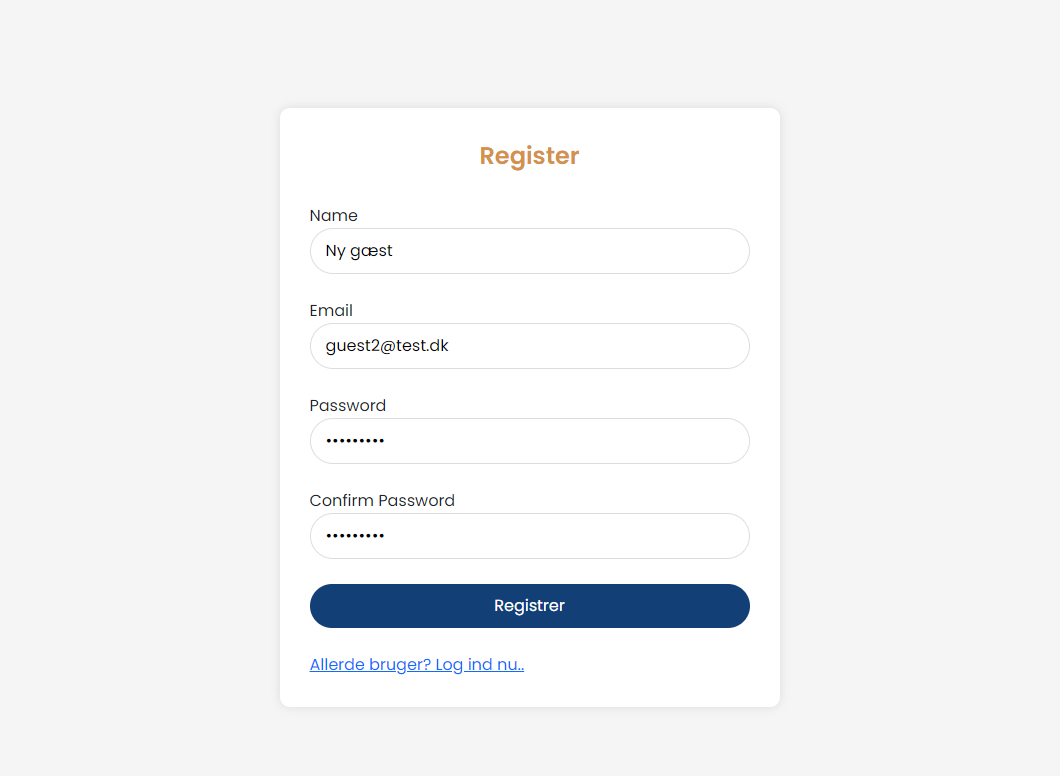 Register
Name
Ny gæst
Email
guest2@test.dk
Password
•••••••••
Confirm Password
•••••••••
Registrer
Allerde bruger? Log ind nu..